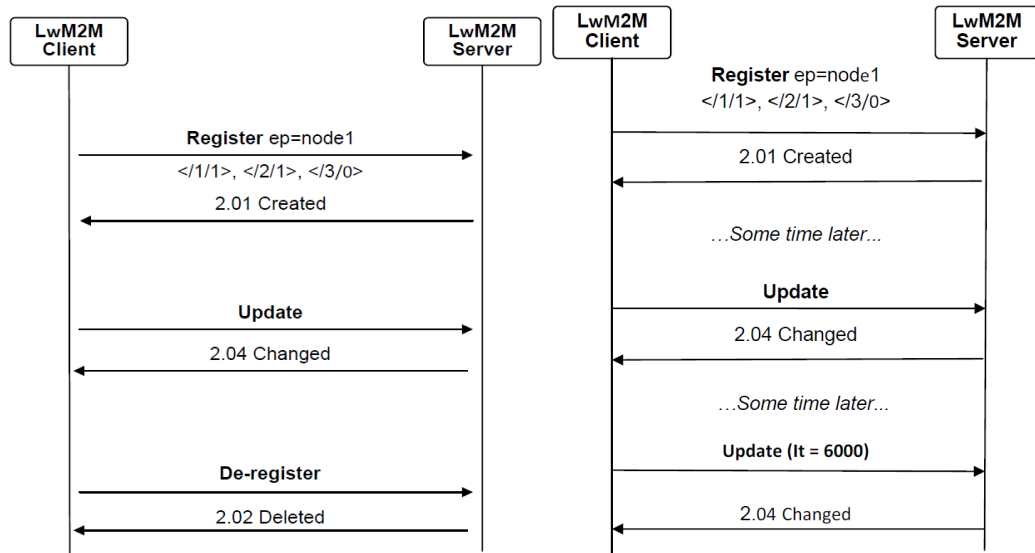 LwM2M
Client
LwM2M
Server
Register ep=node1
</1/1>, </2/1>, </3/0>
2.01 Created
Update
2.04 Changed
De-register
2.02 Deleted
LwM2M
Client
LwM2M
Server
Register ep=node1
</1/1>, </2/1>, </3/0>
2.01 Created
...Some time later...
Update
2.04 Changed
...Some time later...
Update (lt = 6000)
2.04 Changed